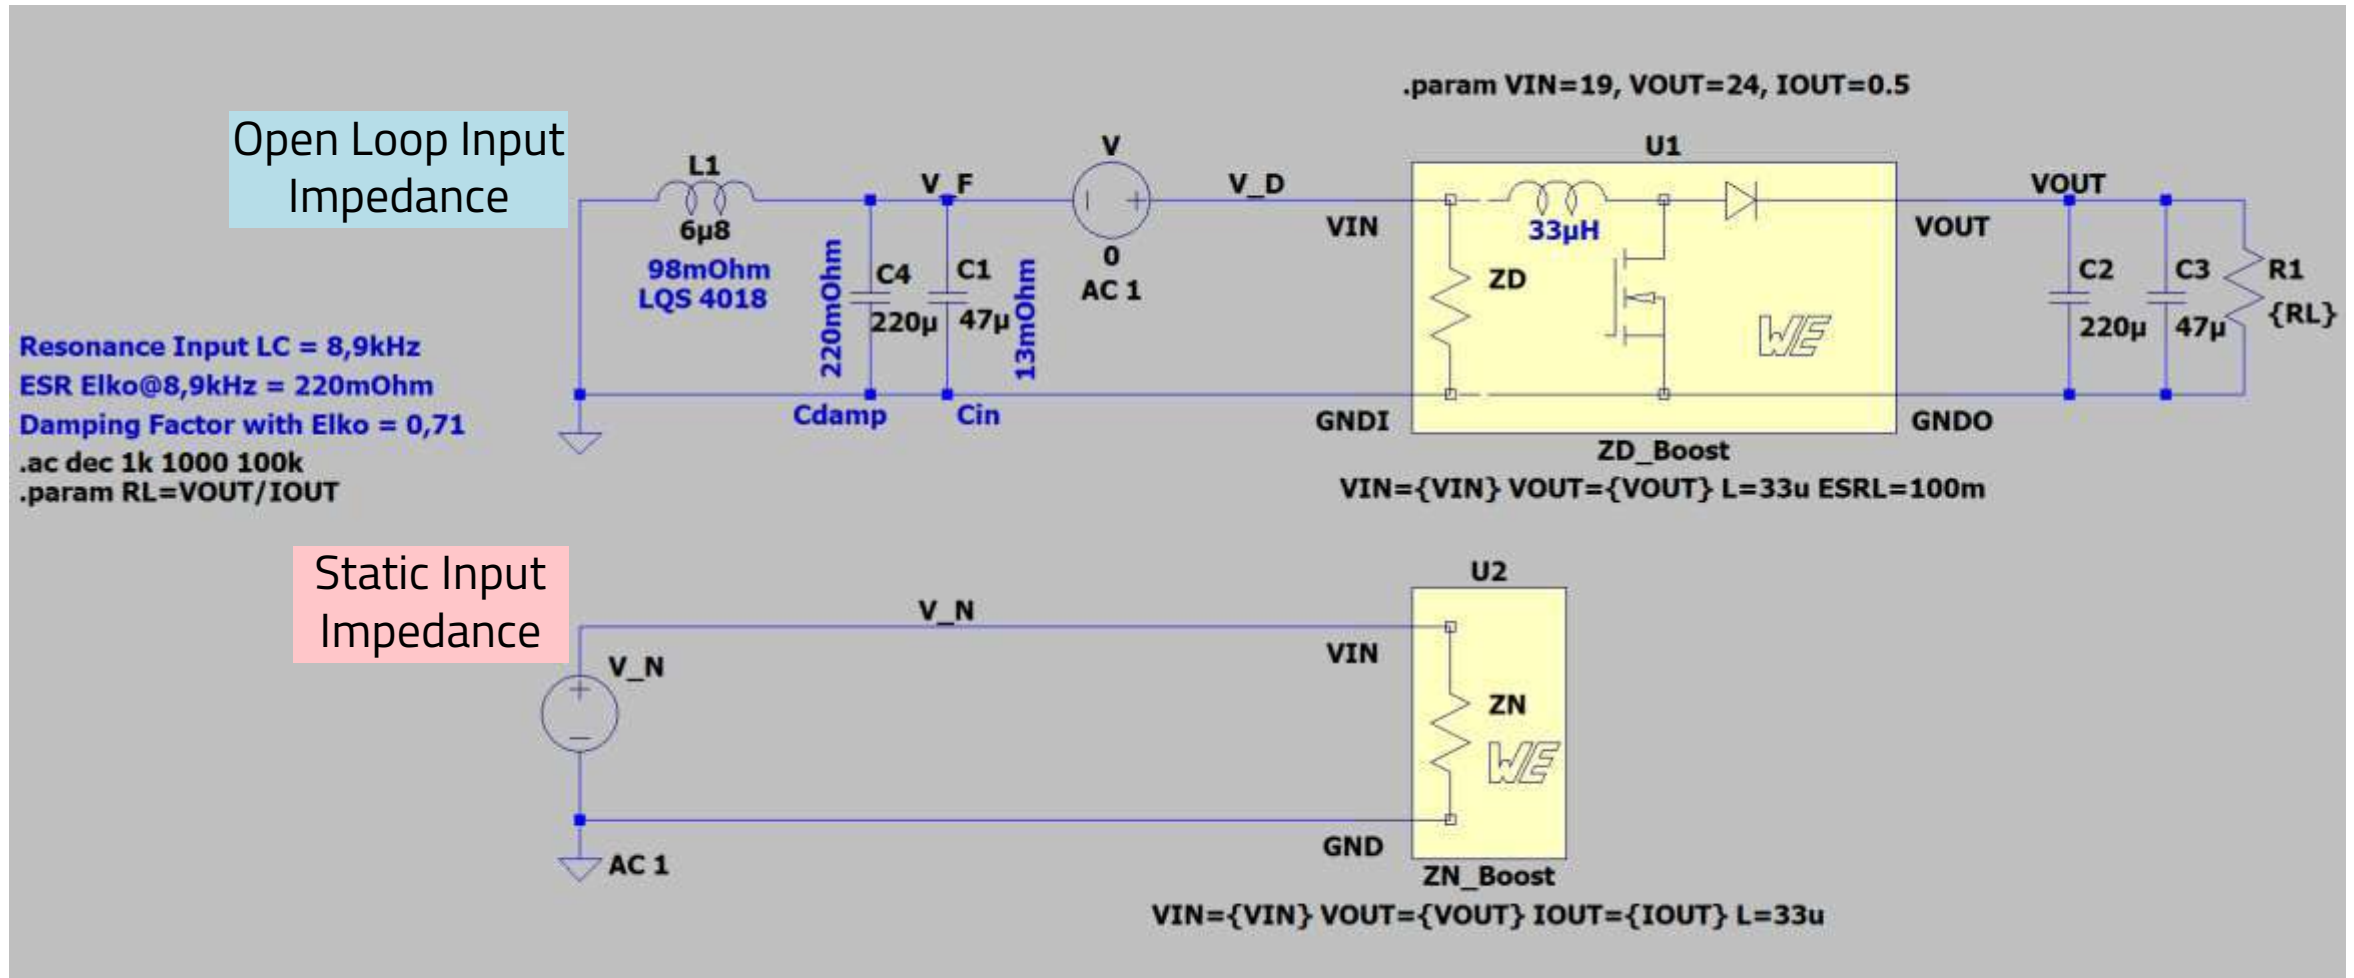 .param VIN=19, VOUT=24, IOUT=0.5
Open Loop Input
Impedance
L1
6µ8
98mOhm
LQS 4018
V_F
V
0
AC 1
V_D
C4
220µ
220mOhm
C1
47µ
13mOhm
Cdamp
Cin
U1
VIN
GNDI
ZD
33µH
WE
VOUT
GNDO
ZD_Boost
VIN={VIN} VOUT={VOUT} L=33u ESRL=100m
VOUT
C2
220µ
C3
47µ
R1
{RL}
Resonance Input LC = 8,9kHz
ESR Elko@8,9kHz = 220mOhm
Damping Factor with Elko = 0,71
.ac dec 1k 1000 100k
.param RL=VOUT/IOUT
Static Input
Impedance
V_N
V_N
AC 1
U2
VIN
GND
ZN
WE
ZN_Boost
VIN={VIN} VOUT={VOUT} IOUT={IOUT} L=33u